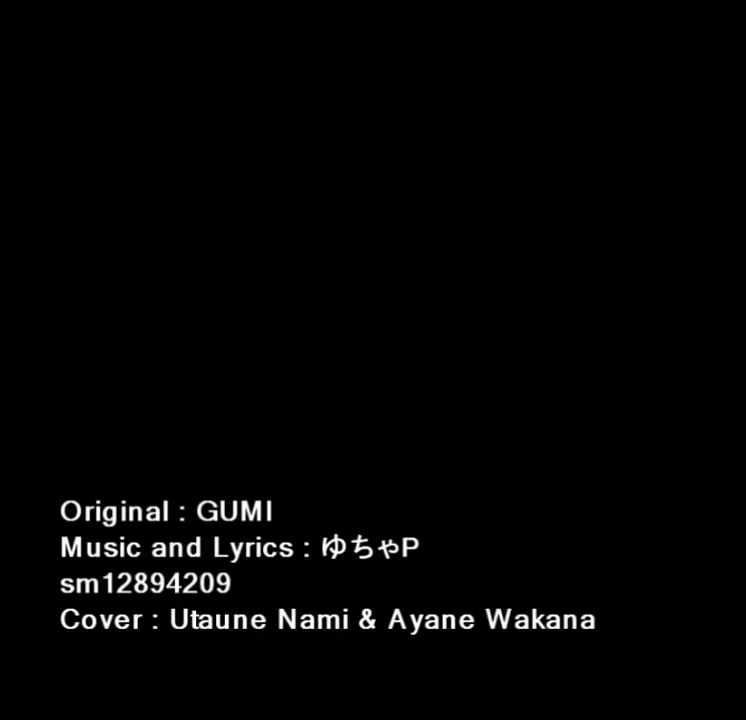 Original : GUMI
Music and Lyrics : ゆちゃP
sm12894209
Cover : Utaune Nami & Ayane Wakana